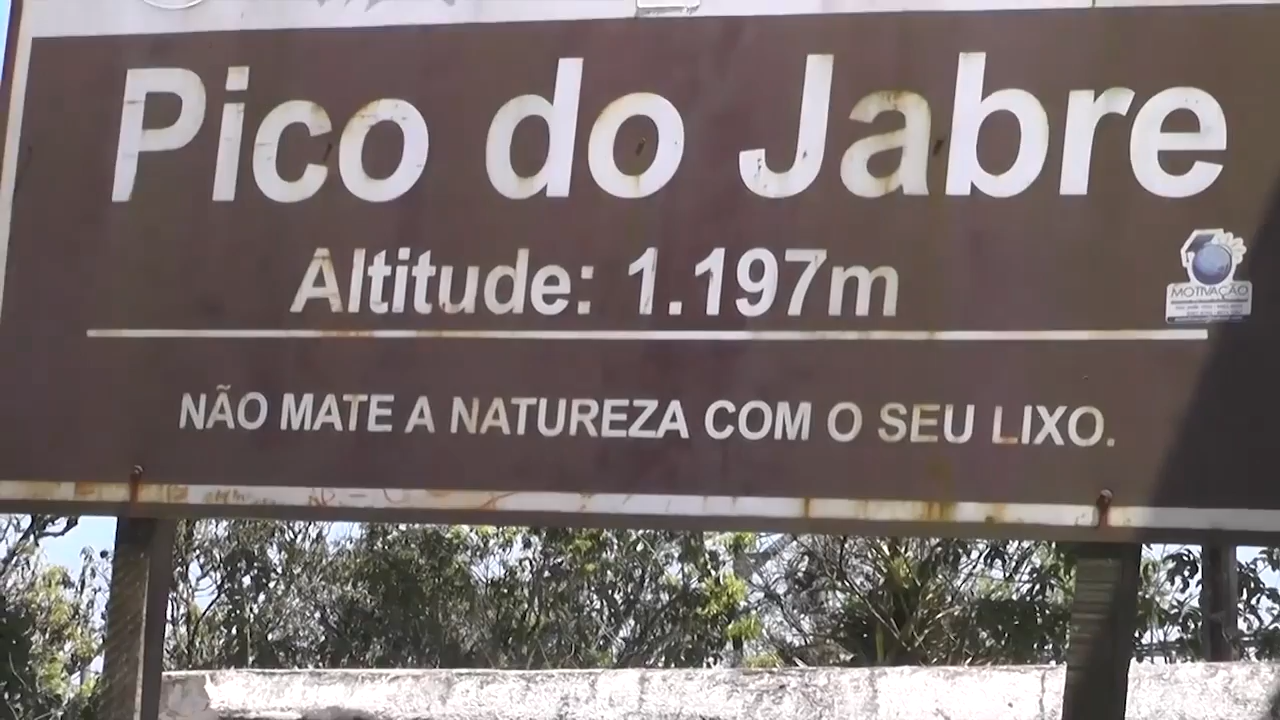 Pico do Jabre
Altitude: 1.197m
MOTIVAÇÃO
NÃO MATE A NATUREZA COM O SEU LIXO.